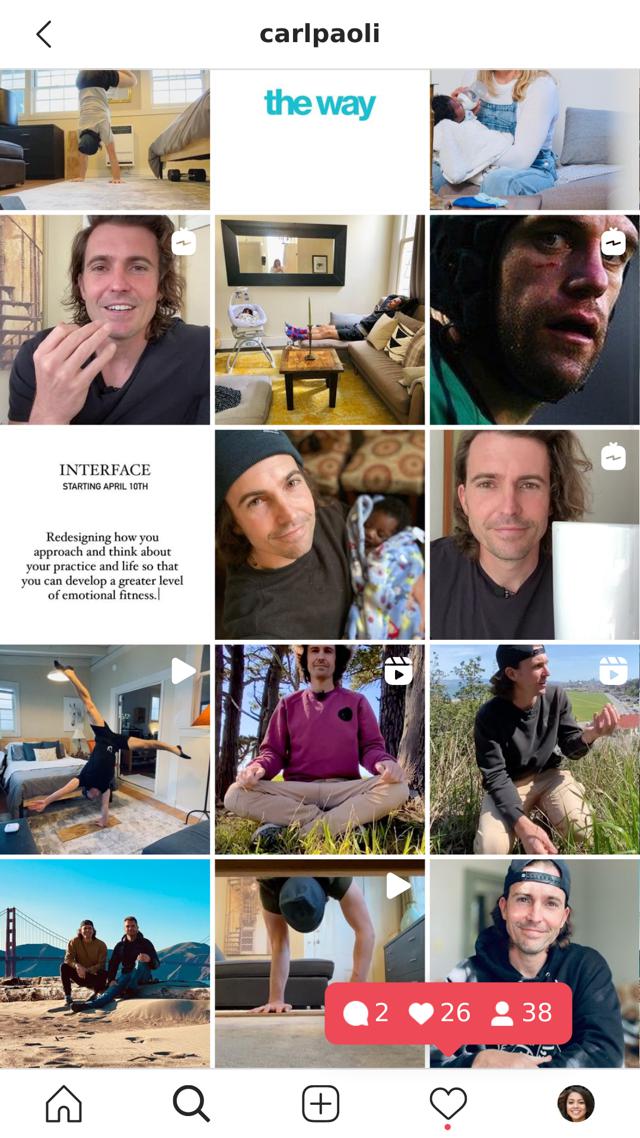 carlpaoli
the way
INTERFACE
STARTING APRIL 10TH
Redesigning how you
approach and think about
your practice and life so that
you can develop a greater level
of emotional fitness.
2 26 38